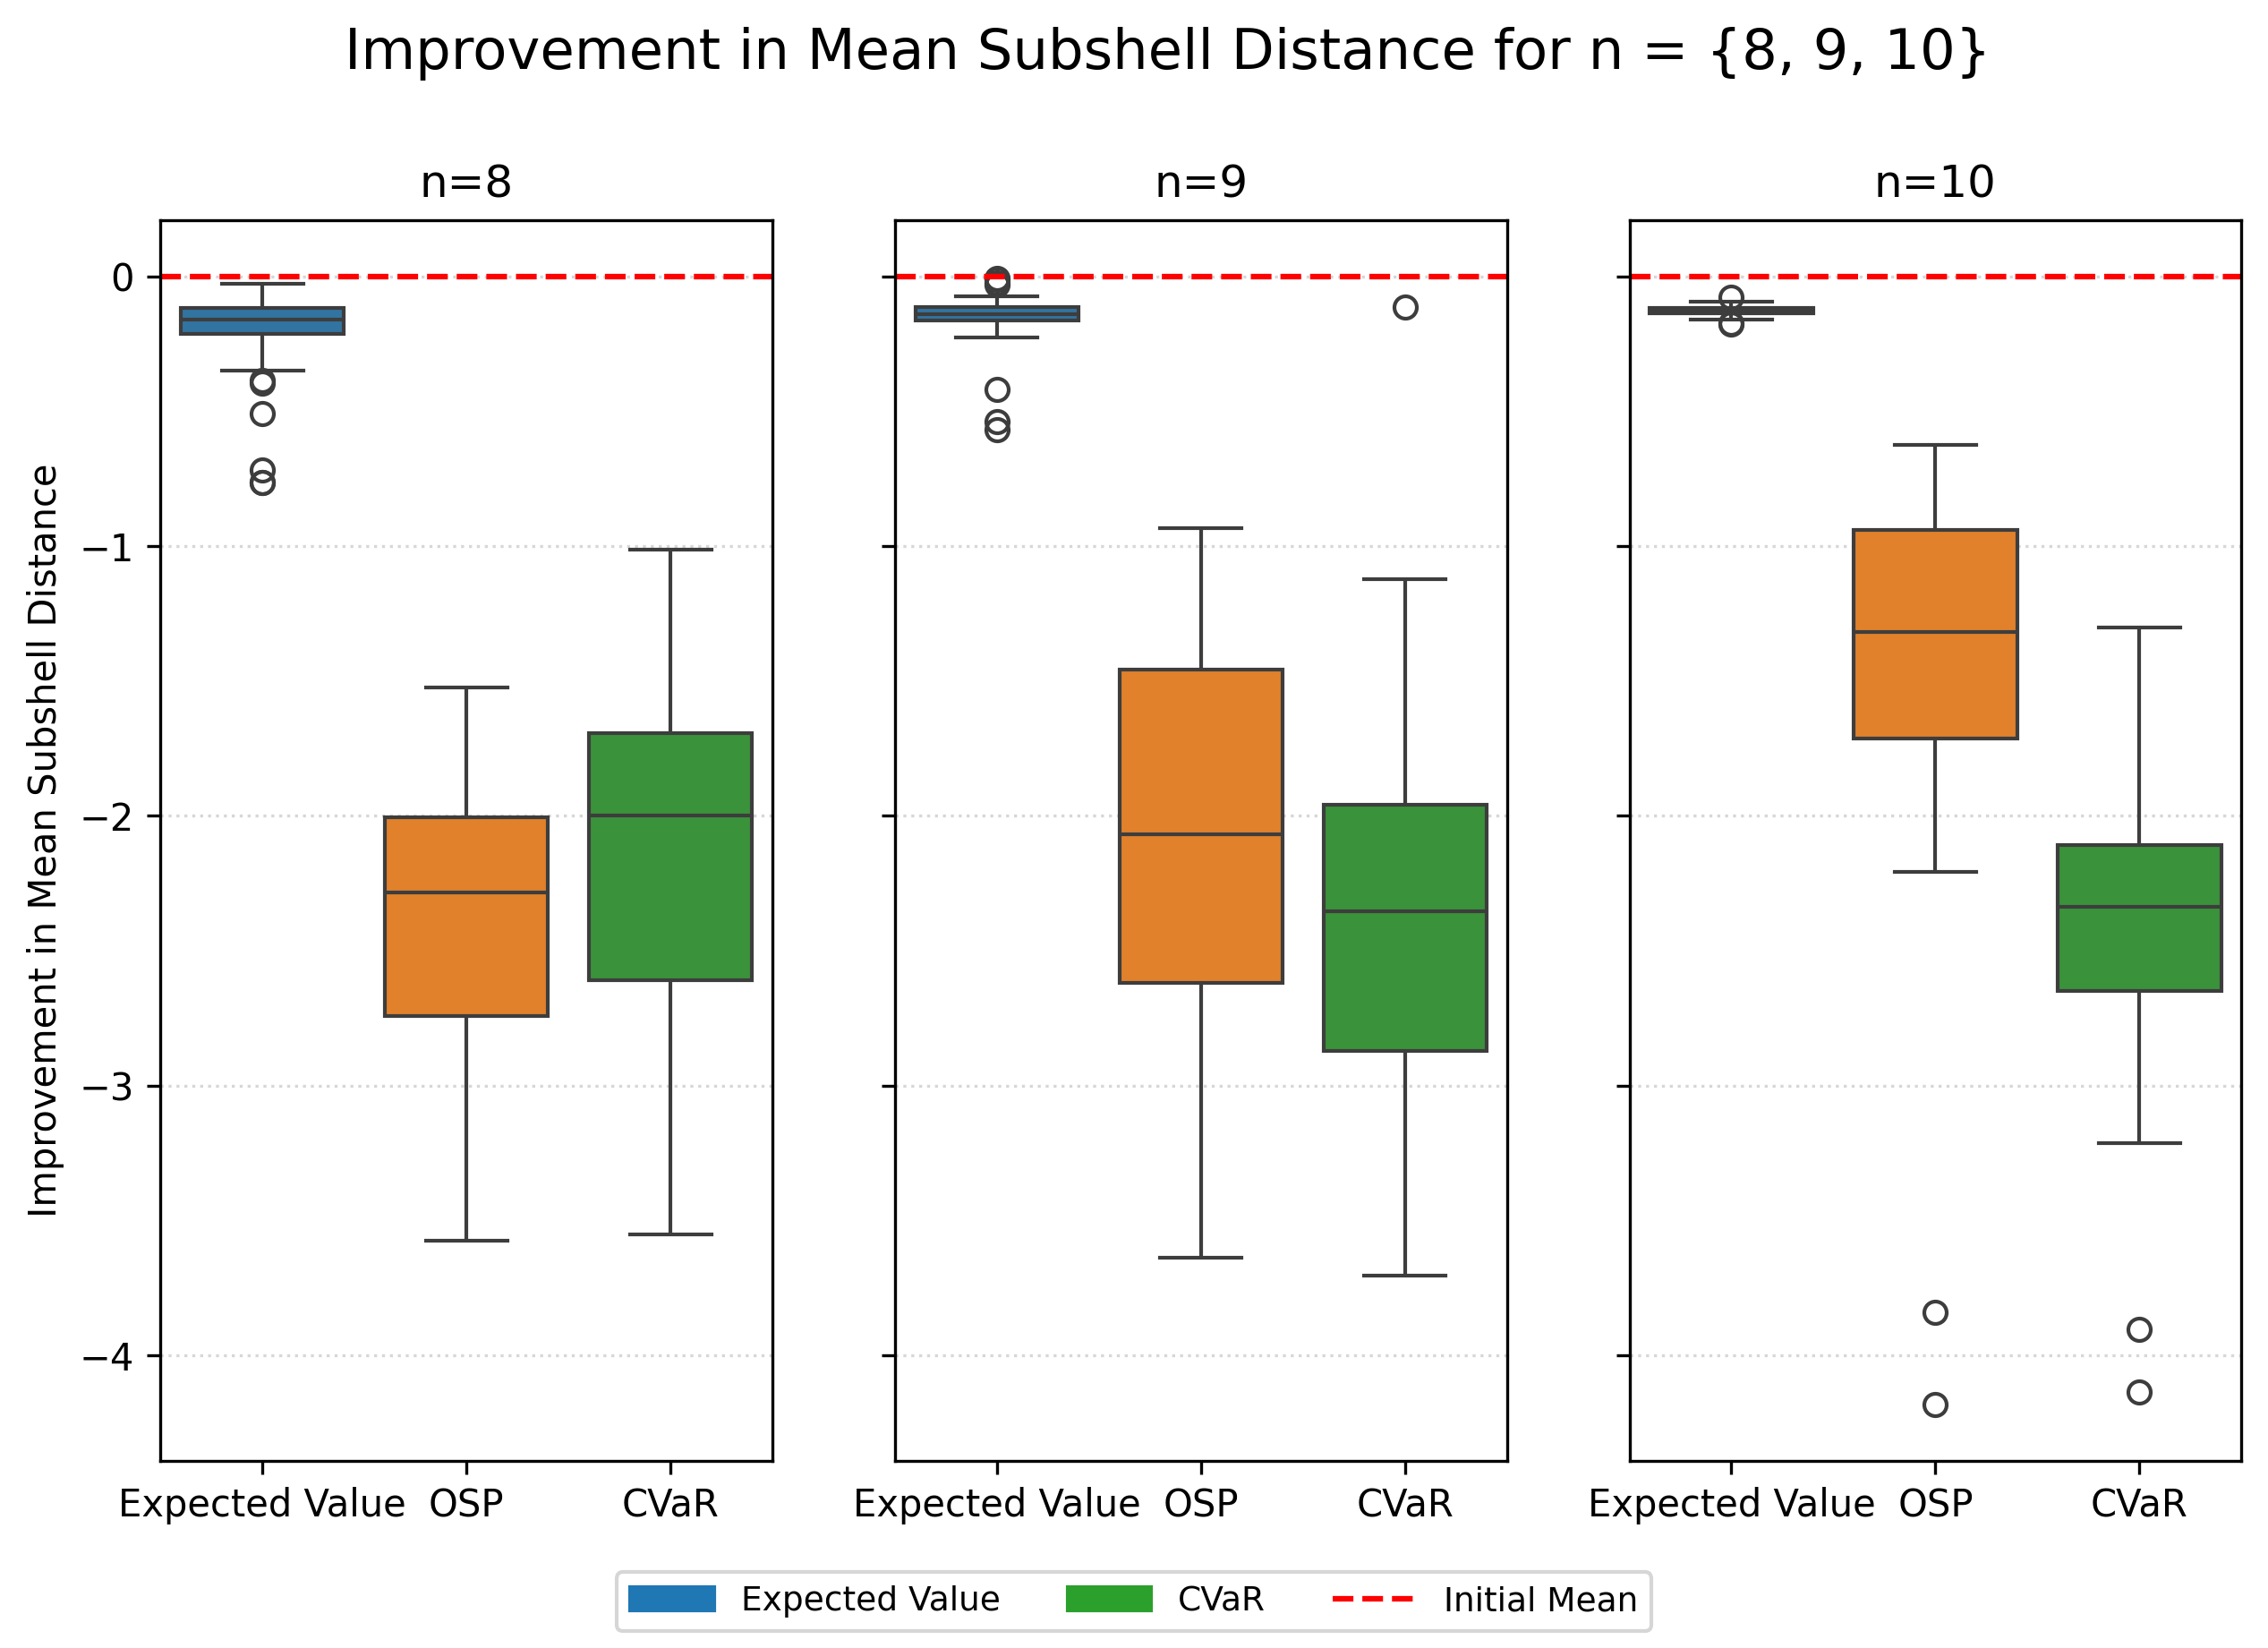 Improvement in Mean Subshell Distance for n = {8, 9, 10}
n=8
n=9
n=10
Improvement in Mean Subshell Distance
0
−1
−2
−3
−4
Expected Value OSP CVaR
Expected Value OSP CVaR
Expected Value OSP CVaR
Expected Value CVaR Initial Mean